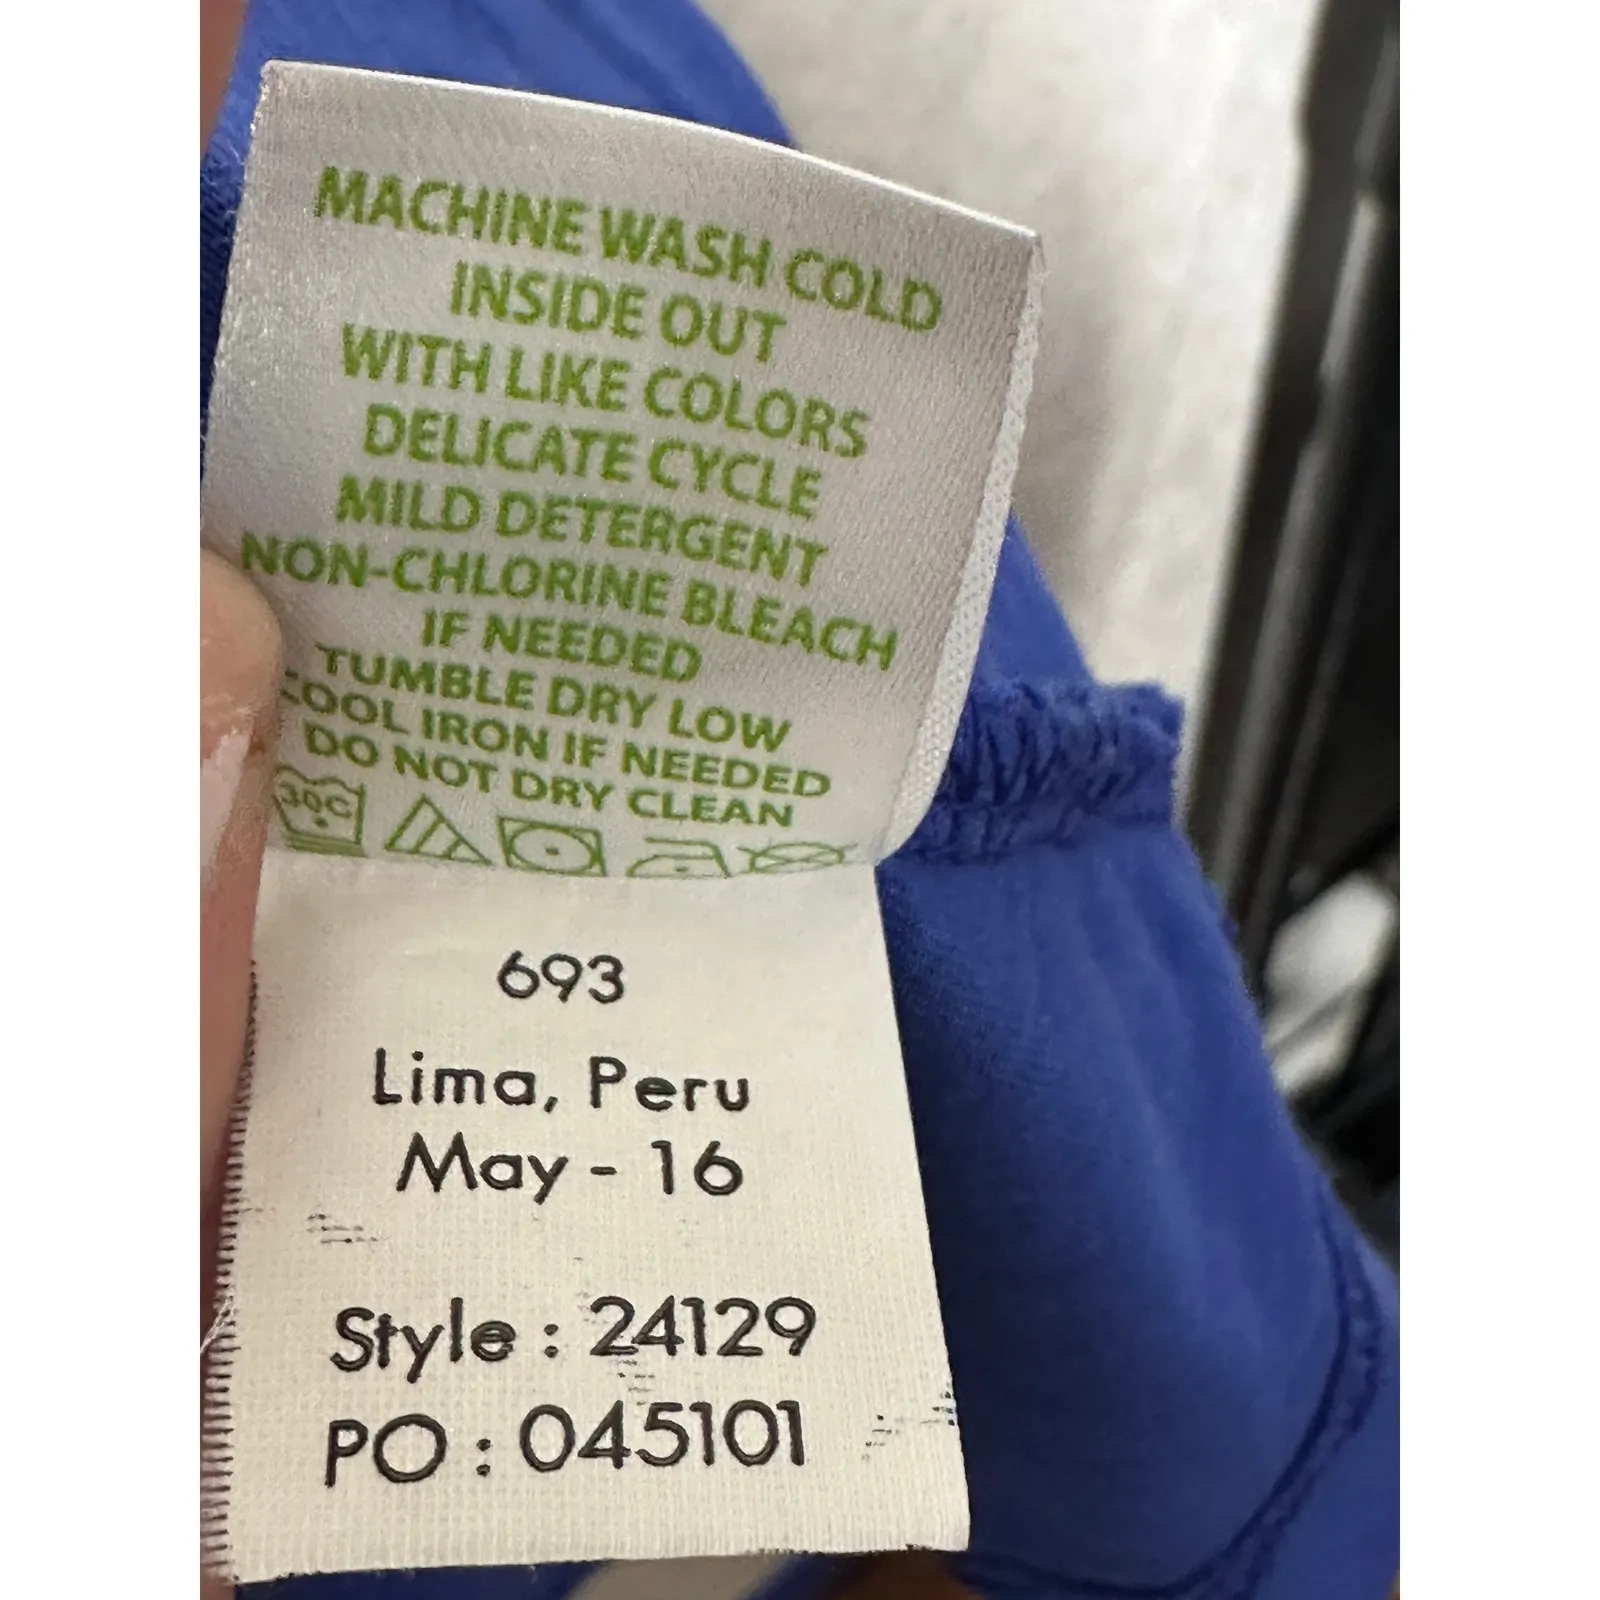 MACHINE WASH COLD
INSIDE OUT
WITH LIKE COLORS
DELICATE CYCLE
MILD DETERGENT
NON-CHLORINE BLEACH
IF NEEDED
TUMBLE DRY LOW
COOL IRON IF NEEDED
DO NOT DRY CLEAN
30C
693
Lima, Peru
May - 16
Style : 24129
PO : 045101